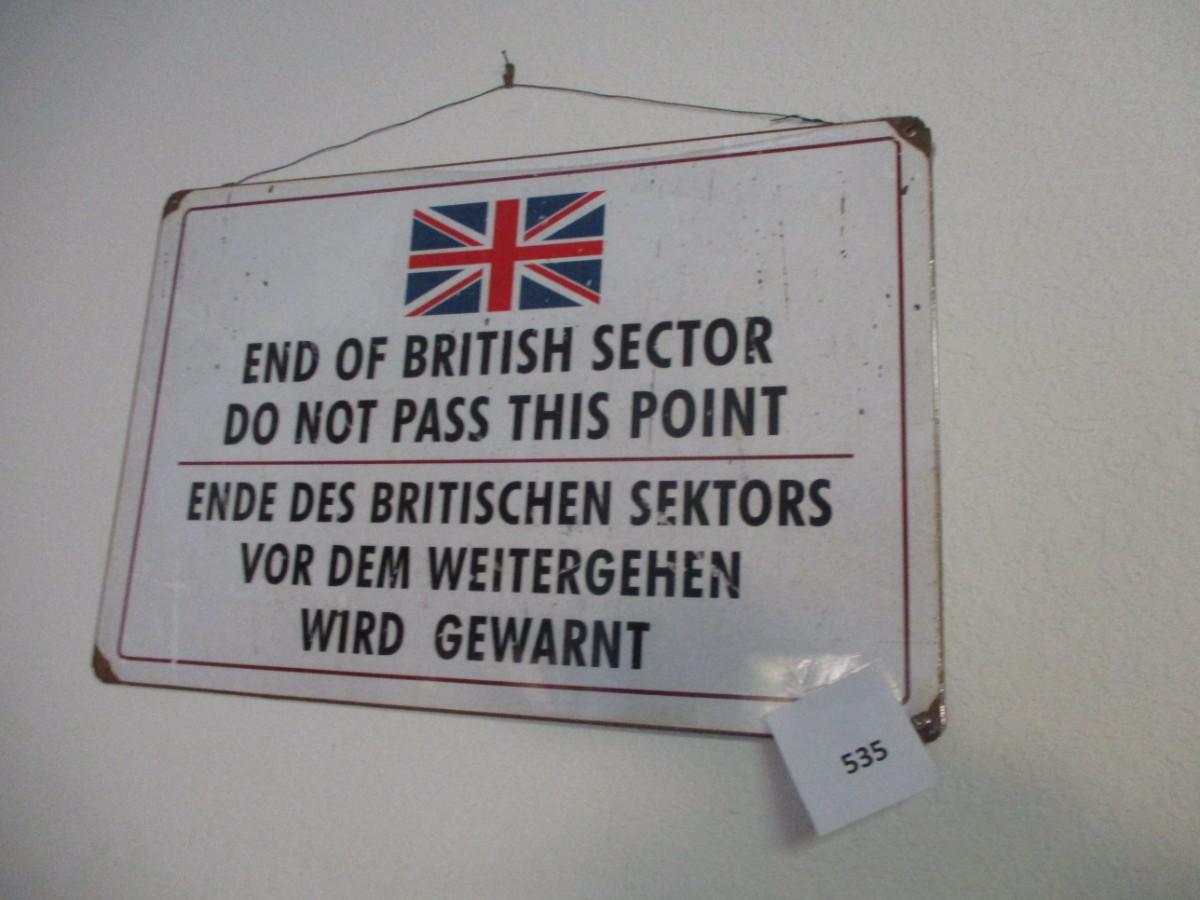 END OF BRITISH SECTOR
DO NOT PASS THIS POINT
ENDE DES BRITISCHEN SEKTORS
VOR DEM WEITERGEHEN
WIRD GEWARNT
535